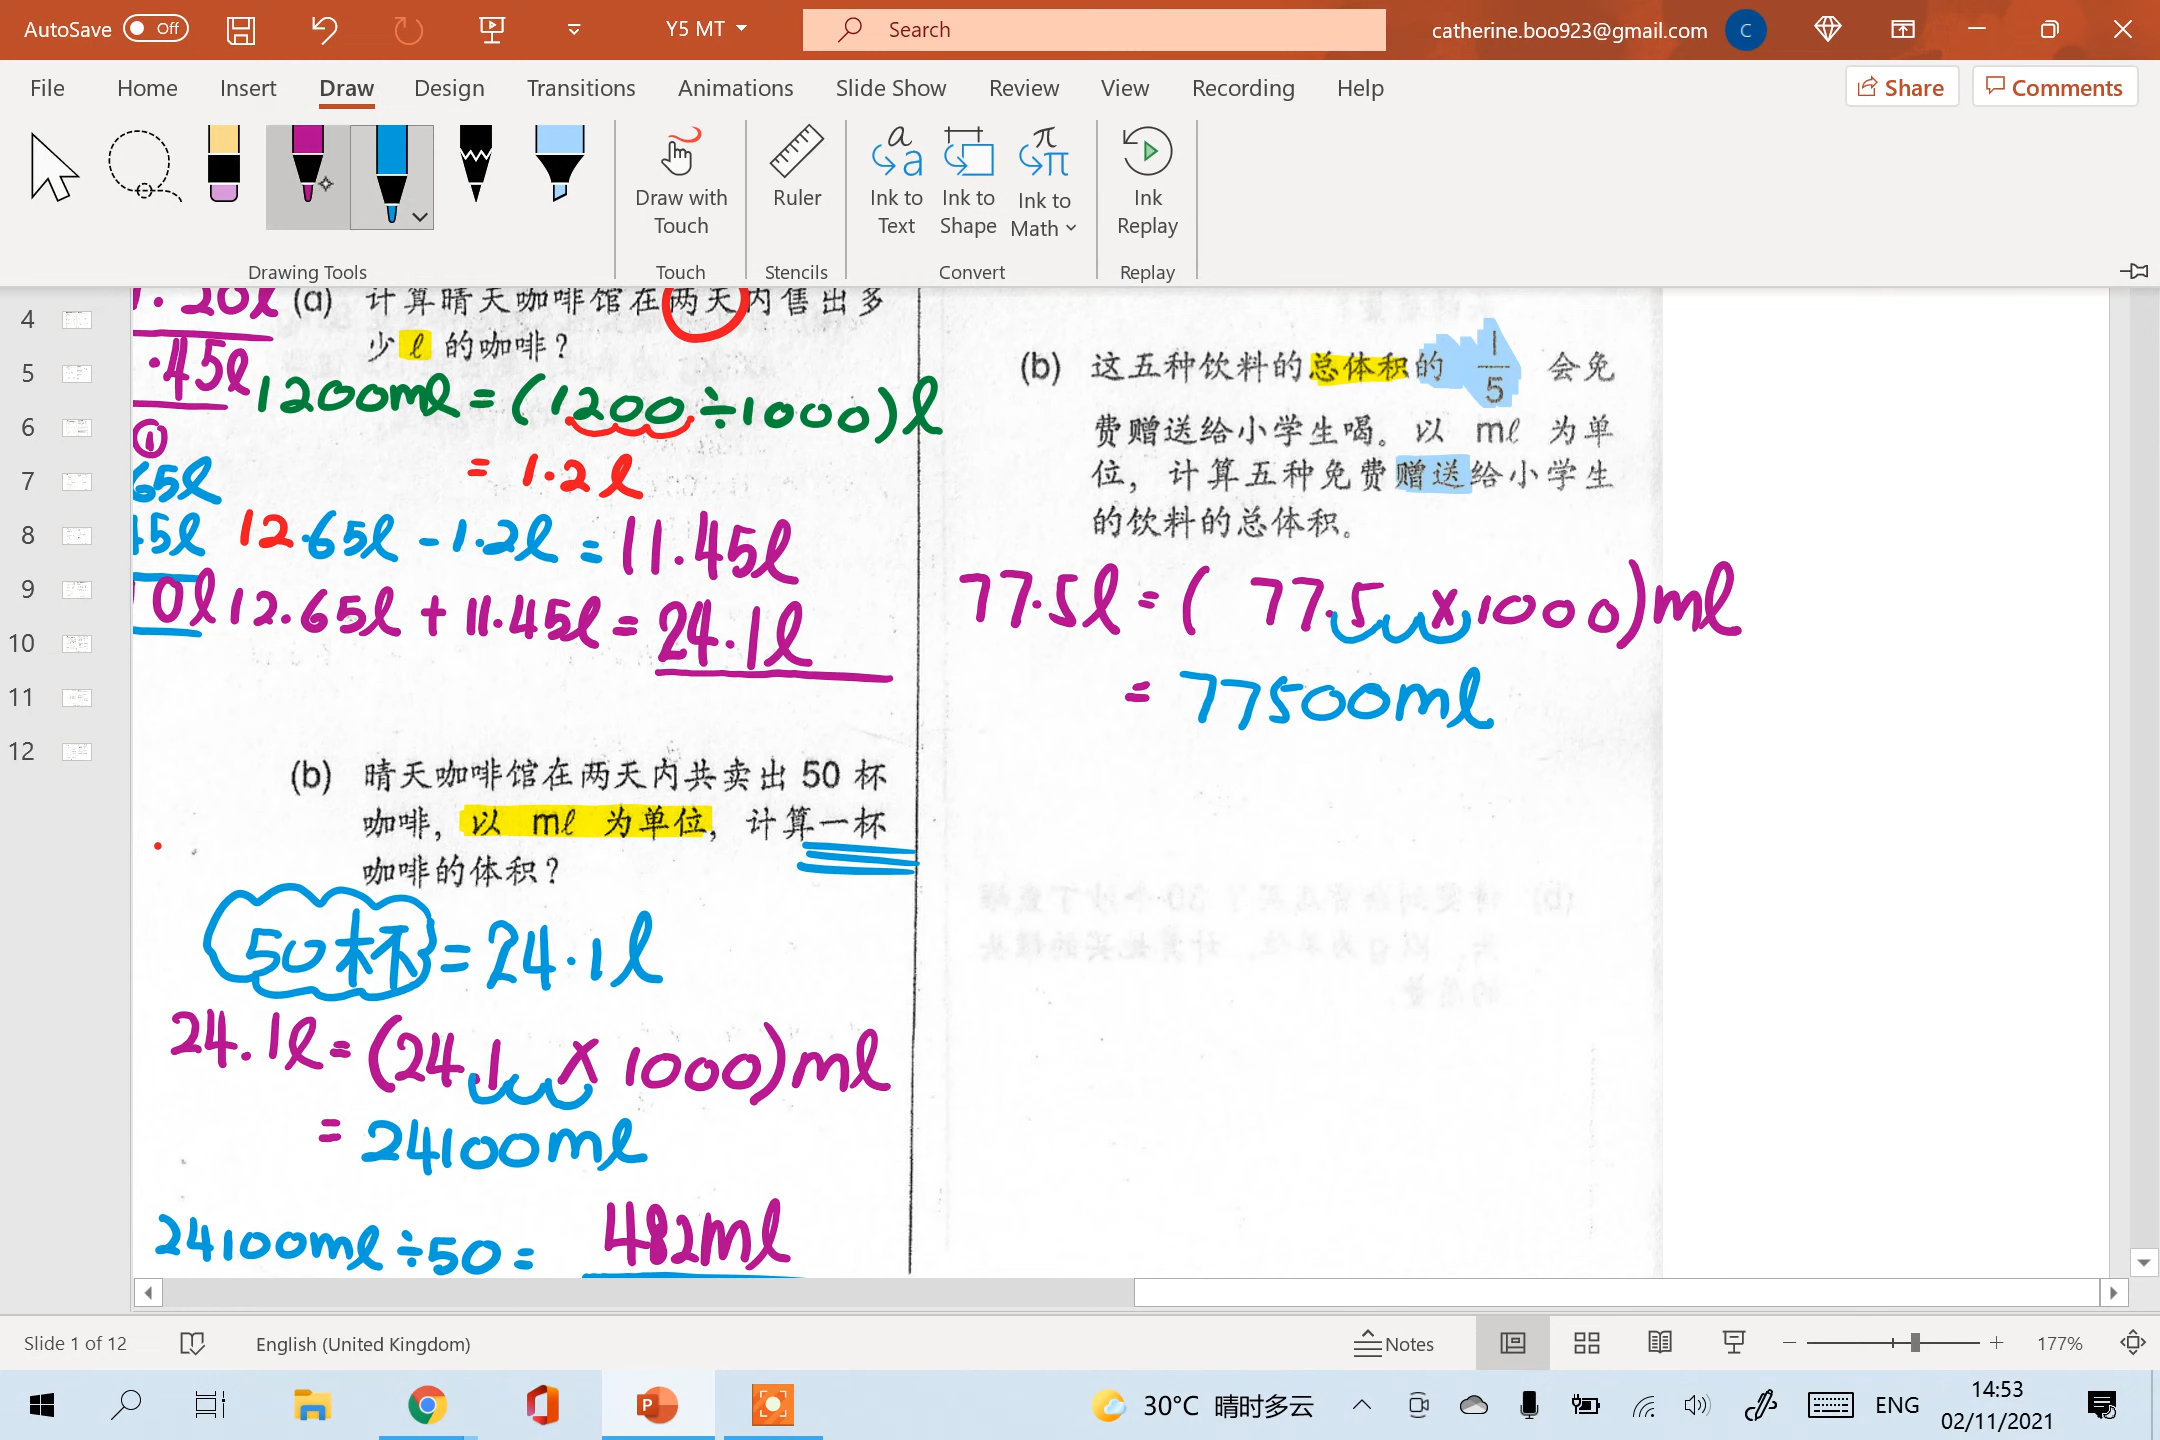 AutoSave Off Y5 MT Search catherine.boo923@gmail.com C
File Home Insert Draw Design Transitions Animations Slide Show Review View Recording Help Share Comments
Draw with Touch
Ruler
Ink to Text
Ink to Shape
Ink to Math
Ink Replay
Drawing Tools Touch Stencils Convert Replay
4
5
6
7
8
9
10
11
12
.20l
.45l
①
65l
45l
0l
(a) 计算晴天咖啡馆在两天内售出多
少 ℓ 的咖啡？
1200ml = (1200 ÷ 1000) l
= 1.2l
12.65l - 1.2l = 11.45l
12.65l + 11.45l = 24.1l
(b) 晴天咖啡馆在两天内共卖出 50 杯
咖啡，以 mℓ 为单位，计算一杯
咖啡的体积？
50杯 = 24.1l
24.1l = (24.1 × 1000) ml
= 24100ml
24100ml ÷ 50 = 482ml
(b) 这五种饮料的总体积的 1/5 会免
费赠送给小学生喝。以 mℓ 为单
位，计算五种免费赠送给小学生
的饮料的总体积。
77.5l = (77.5 × 1000) ml
= 77500ml
Slide 1 of 12 English (United Kingdom) Notes 177%
30°C 晴时多云 ENG 14:53
02/11/2021